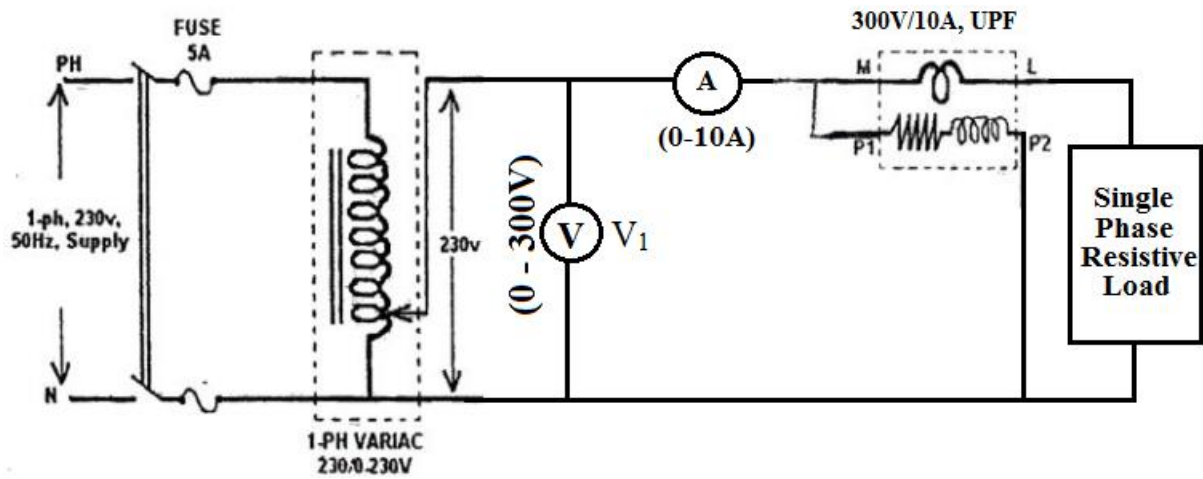 FUSE
5A
PH
1-ph, 230v,
50Hz, Supply
N
1-PH VARIAC
230/0-230V
230v
(0 - 300V)
V
V1
A
(0-10A)
300V/10A, UPF
M
L
P1
P2
Single
Phase
Resistive
Load